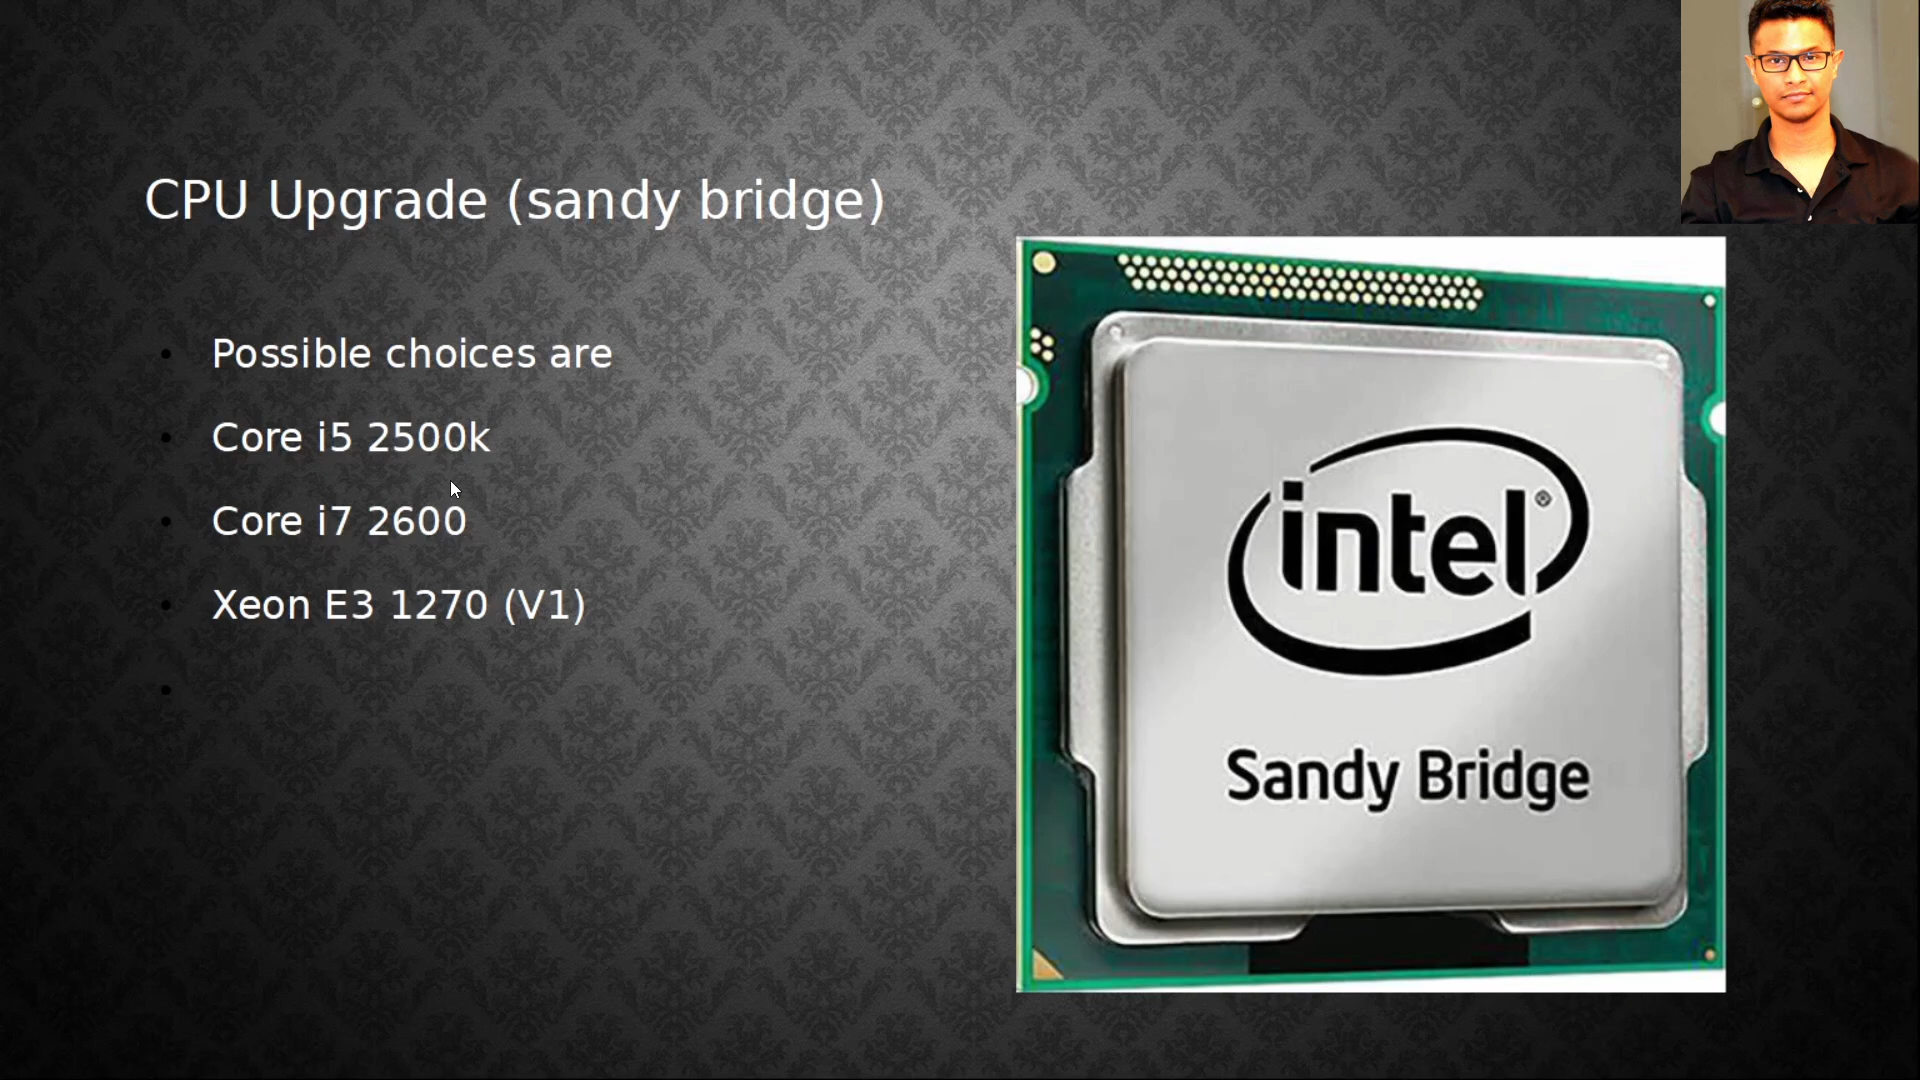 CPU Upgrade (sandy bridge)
Possible choices are
Core i5 2500k
Core i7 2600
Xeon E3 1270 (V1)
intel®
Sandy Bridge